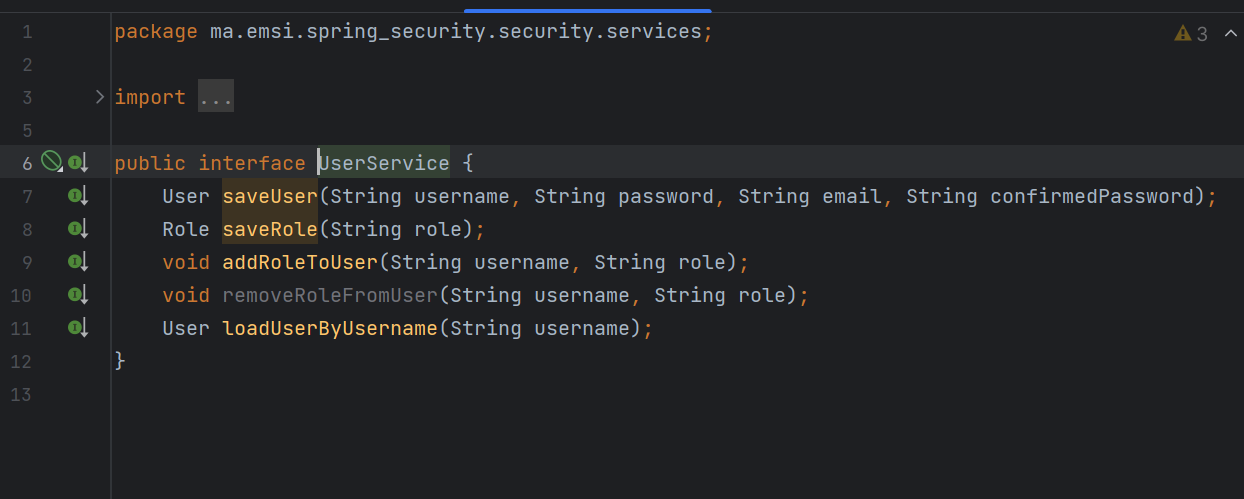 1 package ma.emsi.spring_security.security.services;
3
2
3 import ...
5
6 public interface UserService {
7 User saveUser(String username, String password, String email, String confirmedPassword);
8 Role saveRole(String role);
9 void addRoleToUser(String username, String role);
10 void removeRoleFromUser(String username, String role);
11 User loadUserByUsername(String username);
12 }
13